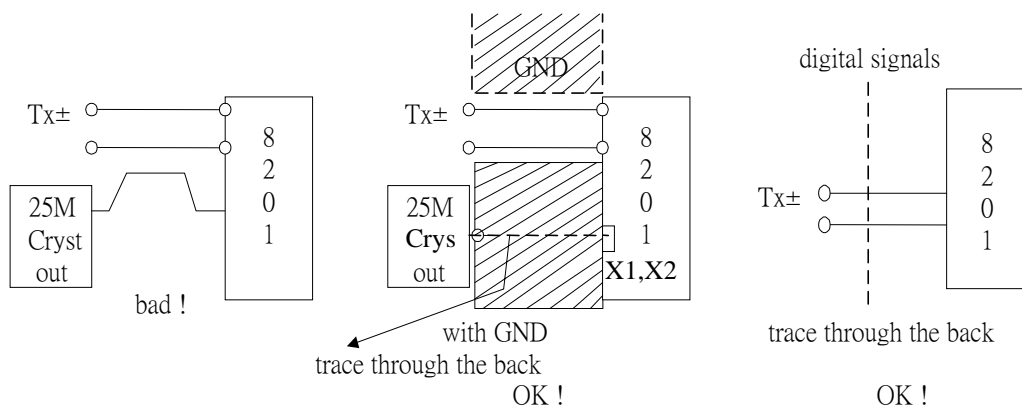 Tx±
8
2
0
1
25M
Cryst
out
bad !
GND
Tx±
8
2
0
1
25M
Crys
out
X1,X2
with GND
trace through the back
OK !
digital signals
8
2
0
1
Tx±
trace through the back
OK !